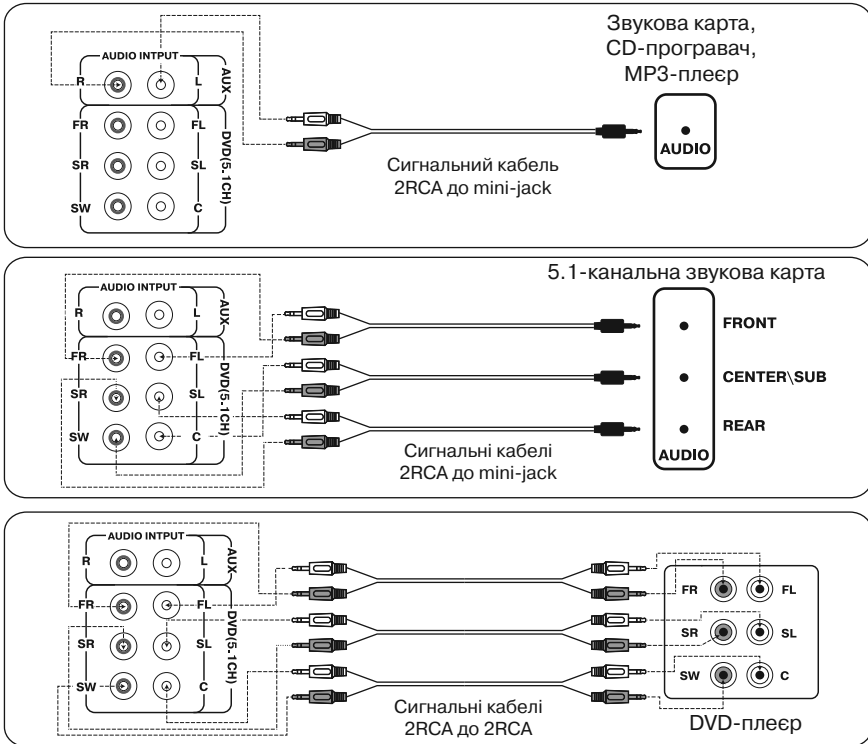 Звукова карта,
CD-програвач,
MP3-плеєр
AUDIO INTPUT
R L
AUX
FR FL
SR SL
SW C
DVD(5.1CH)
AUDIO
Сигнальний кабель
2RCA до mini-jack
5.1-канальна звукова карта
AUDIO INTPUT
R L
AUX
FR FL
SR SL
SW C
DVD(5.1CH)
FRONT
CENTER\SUB
REAR
AUDIO
Сигнальні кабелі
2RCA до mini-jack
AUDIO INTPUT
R L
AUX
FR FL
SR SL
SW C
DVD(5.1CH)
FR FL
SR SL
SW C
Сигнальні кабелі
2RCA до 2RCA
DVD-плеєр